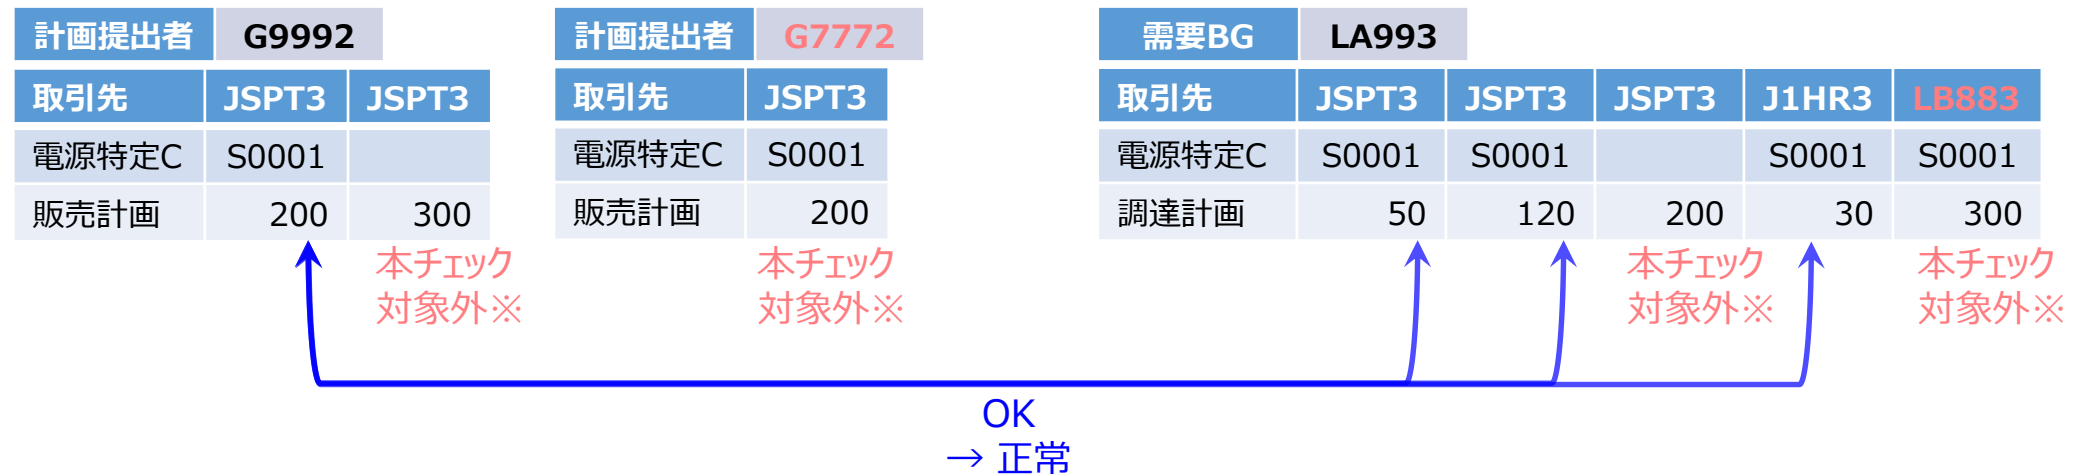 計画提出者 G9992
取引先 JSPT3 JSPT3
電源特定C S0001
販売計画 200 300
本チェック
対象外※
計画提出者 G7772
取引先 JSPT3
電源特定C S0001
販売計画 200
本チェック
対象外※
需要BG LA993
取引先 JSPT3 JSPT3 JSPT3 J1HR3 LB883
電源特定C S0001 S0001 S0001 S0001
調達計画 50 120 200 30 300
本チェック 本チェック
対象外※ 対象外※
OK
→ 正常